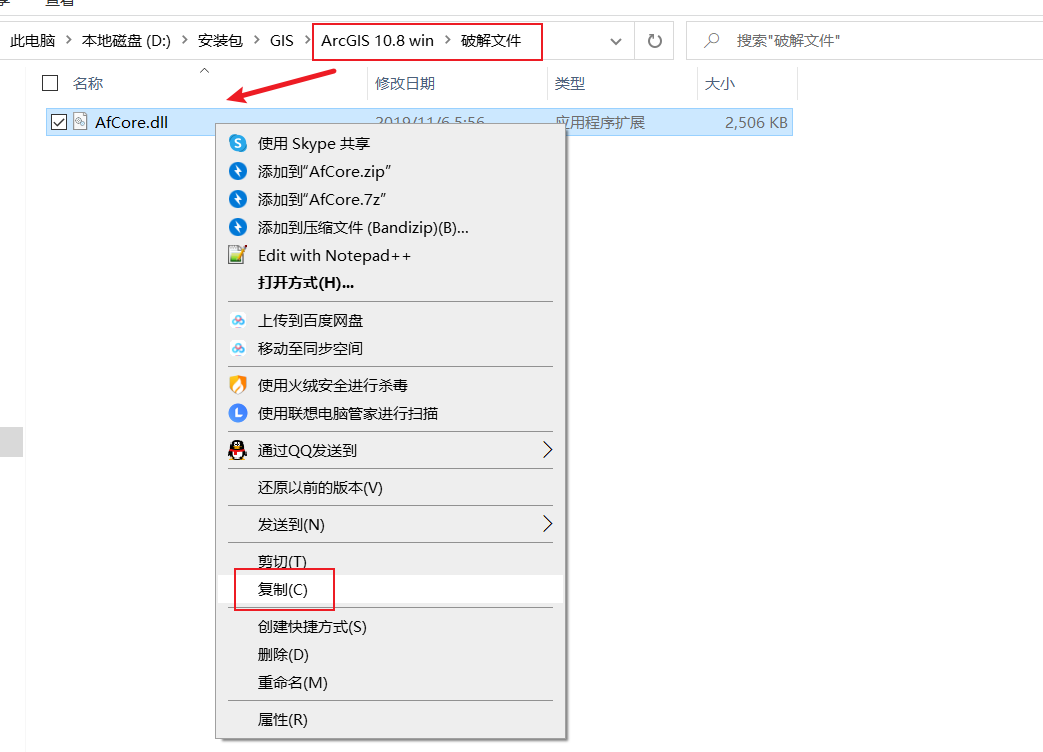 查看
此电脑 > 本地磁盘 (D:) > 安装包 > GIS > ArcGIS 10.8 win > 破解文件
搜索"破解文件"
名称 修改日期 类型 大小
AfCore.dll 2019/11/6 5:56 应用程序扩展 2,506 KB
使用 Skype 共享
添加到“AfCore.zip”
添加到“AfCore.7z”
添加到压缩文件 (Bandizip)(B)...
Edit with Notepad++
打开方式(H)...
上传到百度网盘
移动至同步空间
使用火绒安全进行杀毒
使用联想电脑管家进行扫描
通过QQ发送到
还原以前的版本(V)
发送到(N)
剪切(T)
复制(C)
创建快捷方式(S)
删除(D)
重命名(M)
属性(R)